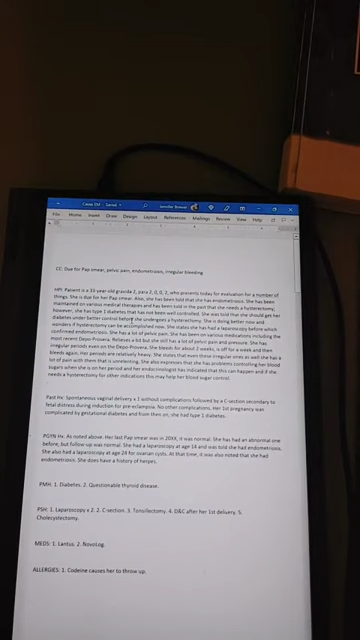 Cases EM - Saved
Jennifer
File Home Insert Draw Design Layout References Mailings Review View Help
CC: Due for Pap smear, pelvic pain, endometriosis, irregular bleeding
HPI: Patient is a 33-year-old gravida 2, para 2, 0, 0, 2, who presents today for evaluation for a number of
things. She is due for her Pap smear. Also, she has been told that she has endometriosis. She has been
maintained on various medical therapies and has been told in the past that she needs a hysterectomy;
however, she has type 1 diabetes that has not been well controlled. She was told that she should get her
diabetes under better control before she undergoes a hysterectomy. She is doing better now and
wonders if hysterectomy can be accomplished now. She states she has had a laparoscopy before which
confirmed endometriosis. She has a lot of pelvic pain. She has been on various medications including the
most recent Depo-Provera. Relieves a bit but she still has a lot of pelvic pain and pressure. She has
irregular periods even on the Depo-Provera. She bleeds for about 2 weeks, is off for a week and then
bleeds again. Her periods are relatively heavy. She states that even those irregular ones as well she has a
lot of pain with them that is unrelenting. She also expresses that she has problems controlling her blood
sugars when she is on her period and her endocrinologist has indicated that this can happen and if she
needs a hysterectomy for other indications this may help her blood sugar control.
Past Hx: Spontaneous vaginal delivery x 1 without complications followed by a C-section secondary to
fetal distress during induction for pre-eclampsia. No other complications. Her 1st pregnancy was
complicated by gestational diabetes and from then on, she had type 1 diabetes.
PGYN Hx: As noted above. Her last Pap smear was in 20XX, it was normal. She has had an abnormal one
before, but follow-up was normal. She had a laparoscopy at age 14 and was told she had endometriosis.
She also had a laparoscopy at age 24 for ovarian cysts. At that time, it was also noted that she had
endometriosis. She does have a history of herpes.
PMH: 1. Diabetes. 2. Questionable thyroid disease.
PSH: 1. Laparoscopy x 2. 2. C-section. 3. Tonsillectomy. 4. D&C after her 1st delivery. 5.
Cholecystectomy.
MEDS: 1. Lantus. 2. NovoLog.
ALLERGIES: 1. Codeine causes her to throw up.